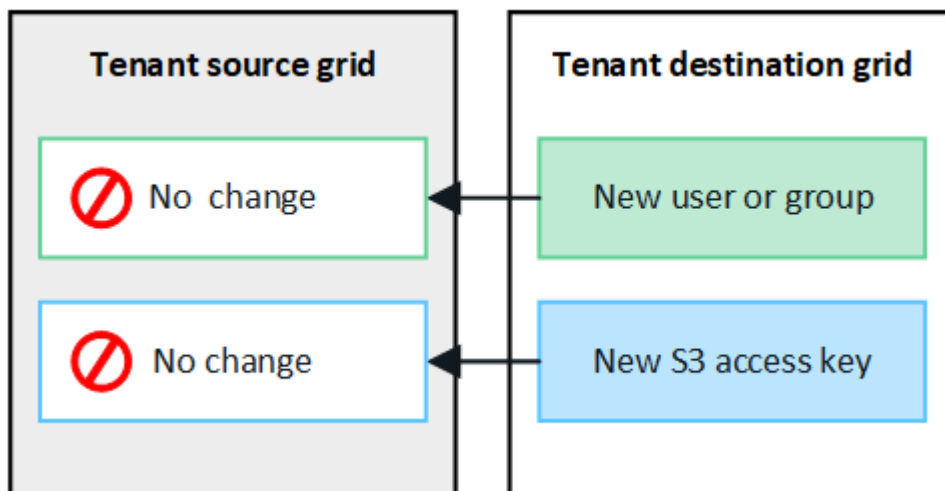 Tenant source grid
Tenant destination grid
No change
New user or group
No change
New S3 access key